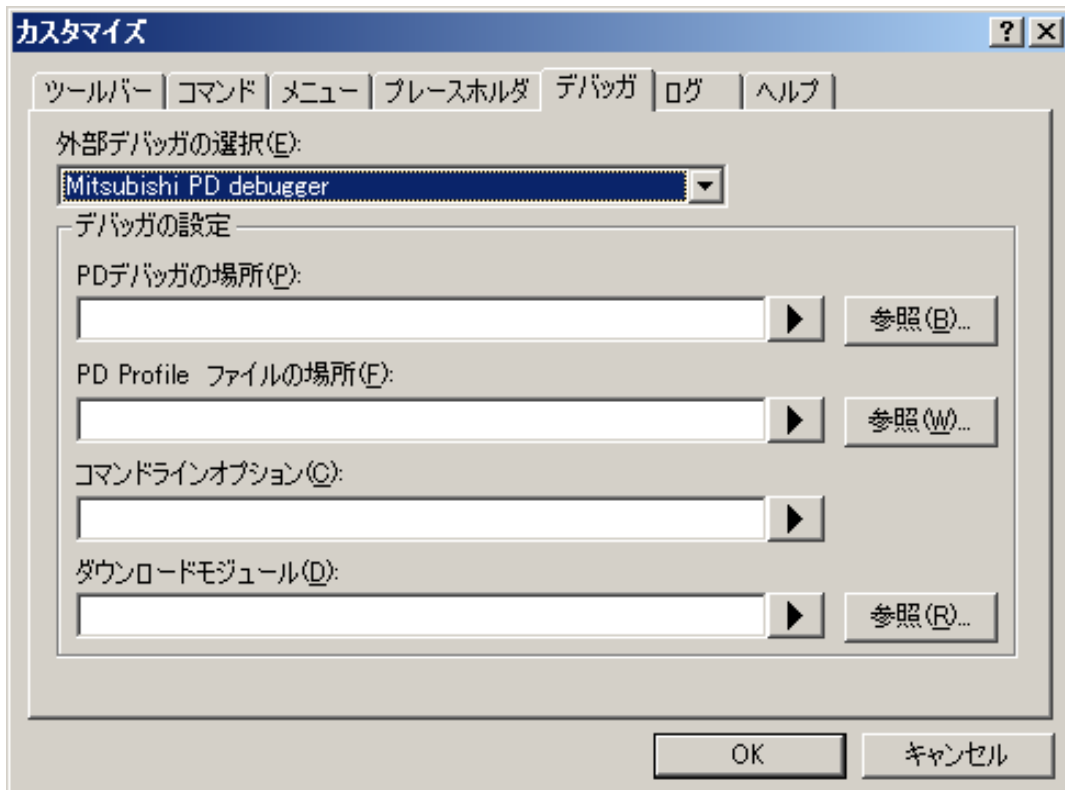 カスタマイズ
ツールバー コマンド メニュー プレースホルダ デバッガ ログ ヘルプ
外部デバッガの選択(E):
Mitsubishi PD debugger
デバッガの設定
PDデバッガの場所(P):
参照(B)...
PD Profile ファイルの場所(F):
参照(W)...
コマンドラインオプション(C):
ダウンロードモジュール(D):
参照(R)...
OK キャンセル